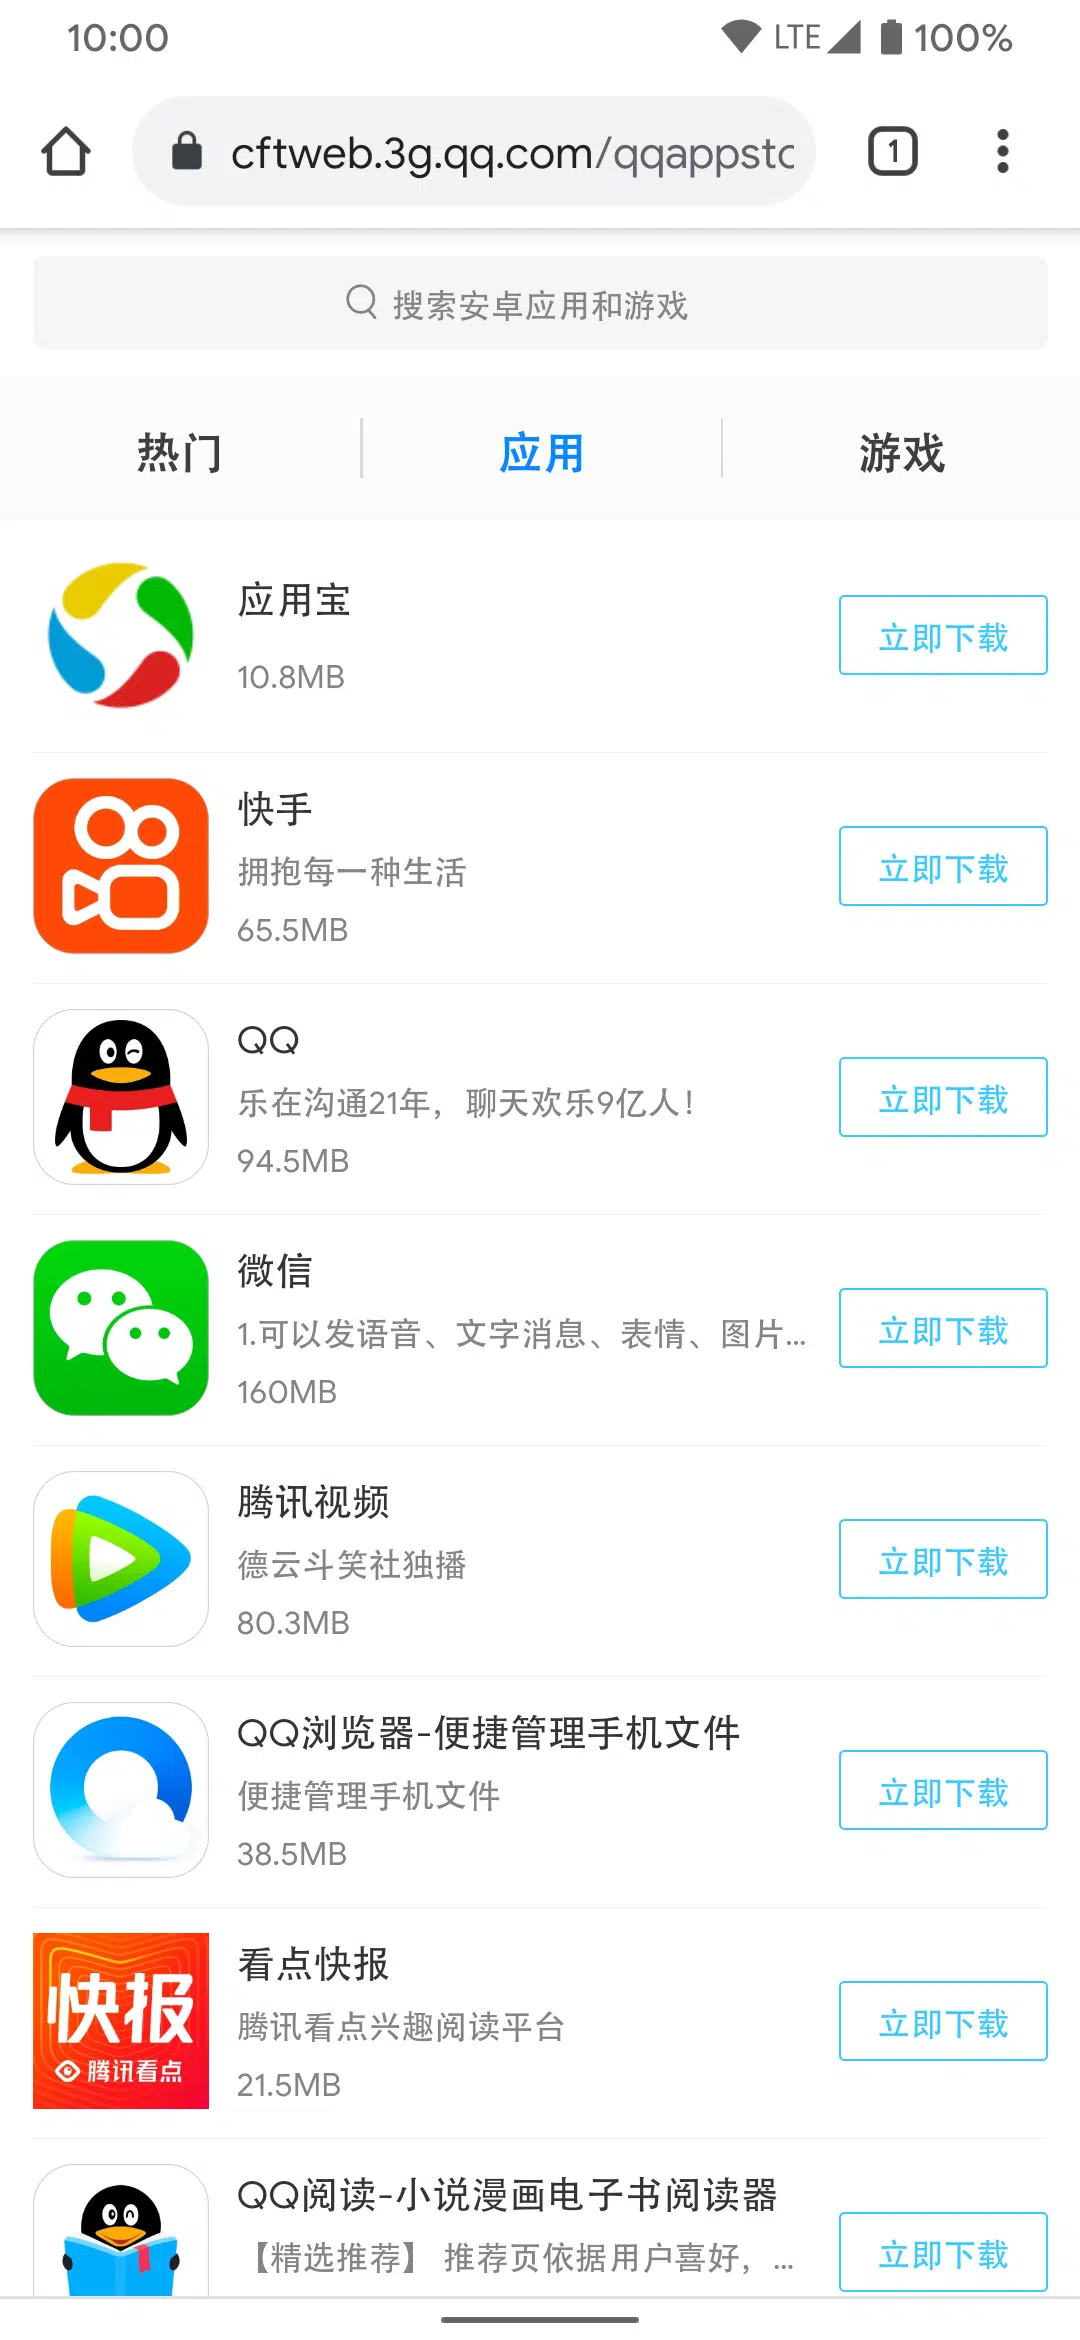 10:00
LTE 100%
cftweb.3g.qq.com/qqappstc
1
搜索安卓应用和游戏
热门
应用
游戏
应用宝
10.8MB
立即下载
快手
拥抱每一种生活
65.5MB
立即下载
QQ
乐在沟通21年，聊天欢乐9亿人！
94.5MB
立即下载
微信
1.可以发语音、文字消息、表情、图片...
160MB
立即下载
腾讯视频
德云斗笑社独播
80.3MB
立即下载
QQ浏览器-便捷管理手机文件
便捷管理手机文件
38.5MB
立即下载
快报
腾讯看点
看点快报
腾讯看点兴趣阅读平台
21.5MB
立即下载
QQ阅读-小说漫画电子书阅读器
【精选推荐】 推荐页依据用户喜好，...
立即下载